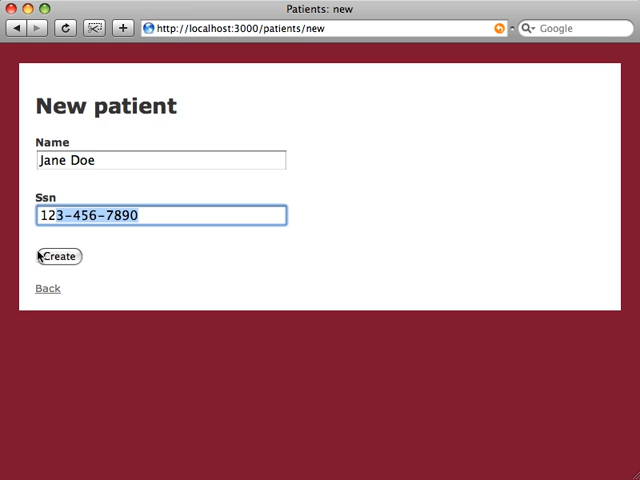 Patients: new
http://localhost:3000/patients/new
Google
New patient
Name
Jane Doe
Ssn
123-456-7890
Create
Back